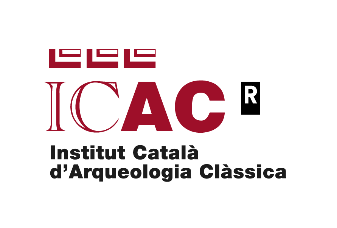 ICAC R
Institut Català
d'Arqueologia Clàssica